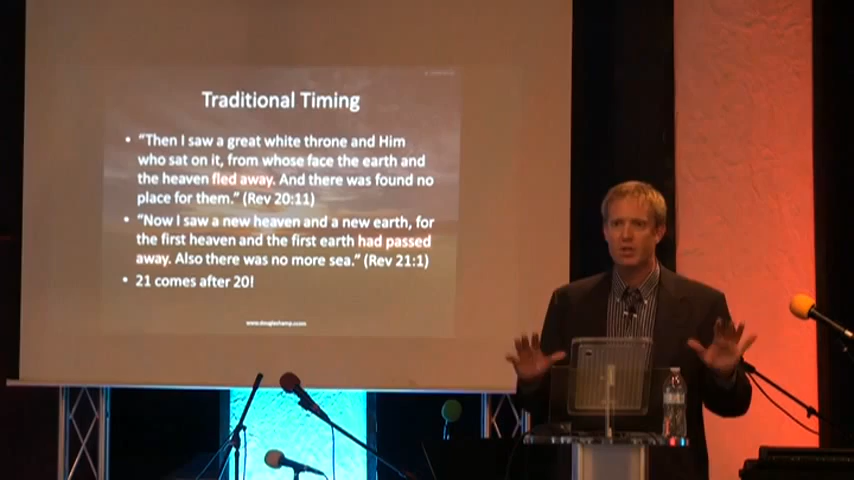 Traditional Timing
• "Then I saw a great white throne and Him
who sat on it, from whose face the earth and
the heaven fled away. And there was found no
place for them." (Rev 20:11)
• "Now I saw a new heaven and a new earth, for
the first heaven and the first earth had passed
away. Also there was no more sea." (Rev 21:1)
• 21 comes after 20!